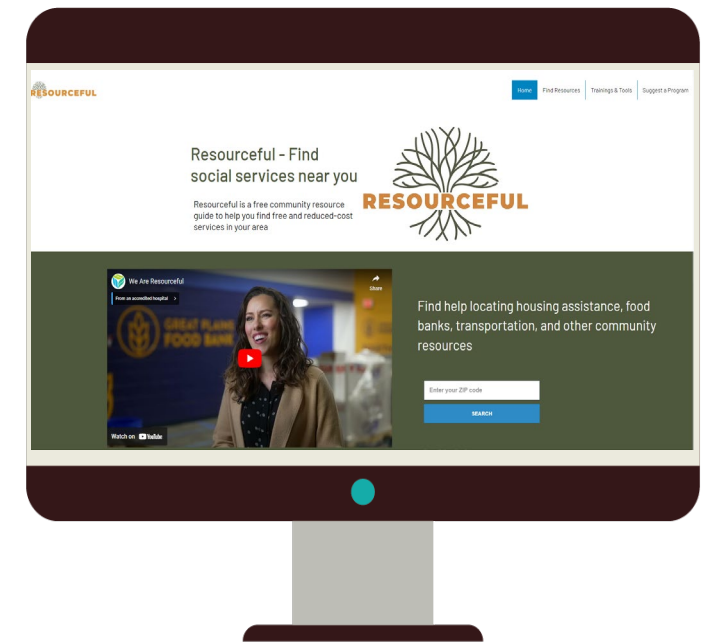 RESOURCEFUL
Home
Find Resources
Trainings & Tools
Suggest a Program
Resourceful - Find
social services near you
Resourceful is a free community resource
guide to help you find free and reduced-cost
services in your area
RESOURCEFUL
We Are Resourceful
From an accredited hospital >
Share
GREAT PLAINS
FOOD BANK
Watch on YouTube
Find help locating housing assistance, food
banks, transportation, and other community
resources
Enter your ZIP code
SEARCH